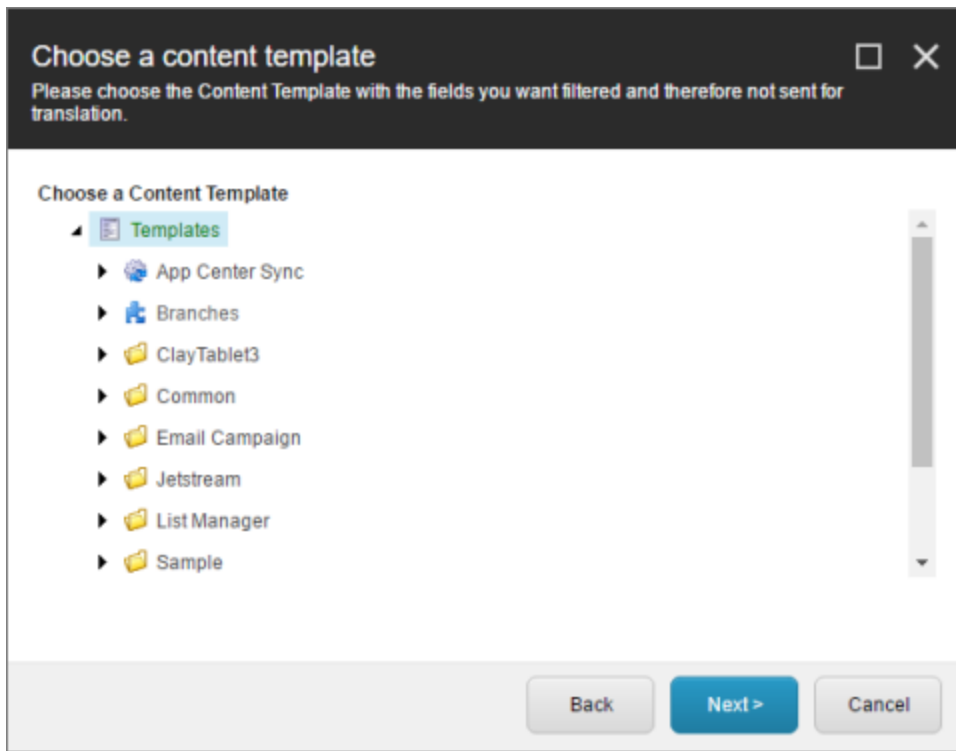 Choose a content template
Please choose the Content Template with the fields you want filtered and therefore not sent for
translation.
Choose a Content Template
Templates
App Center Sync
Branches
ClayTablet3
Common
Email Campaign
Jetstream
List Manager
Sample
Back
Next >
Cancel